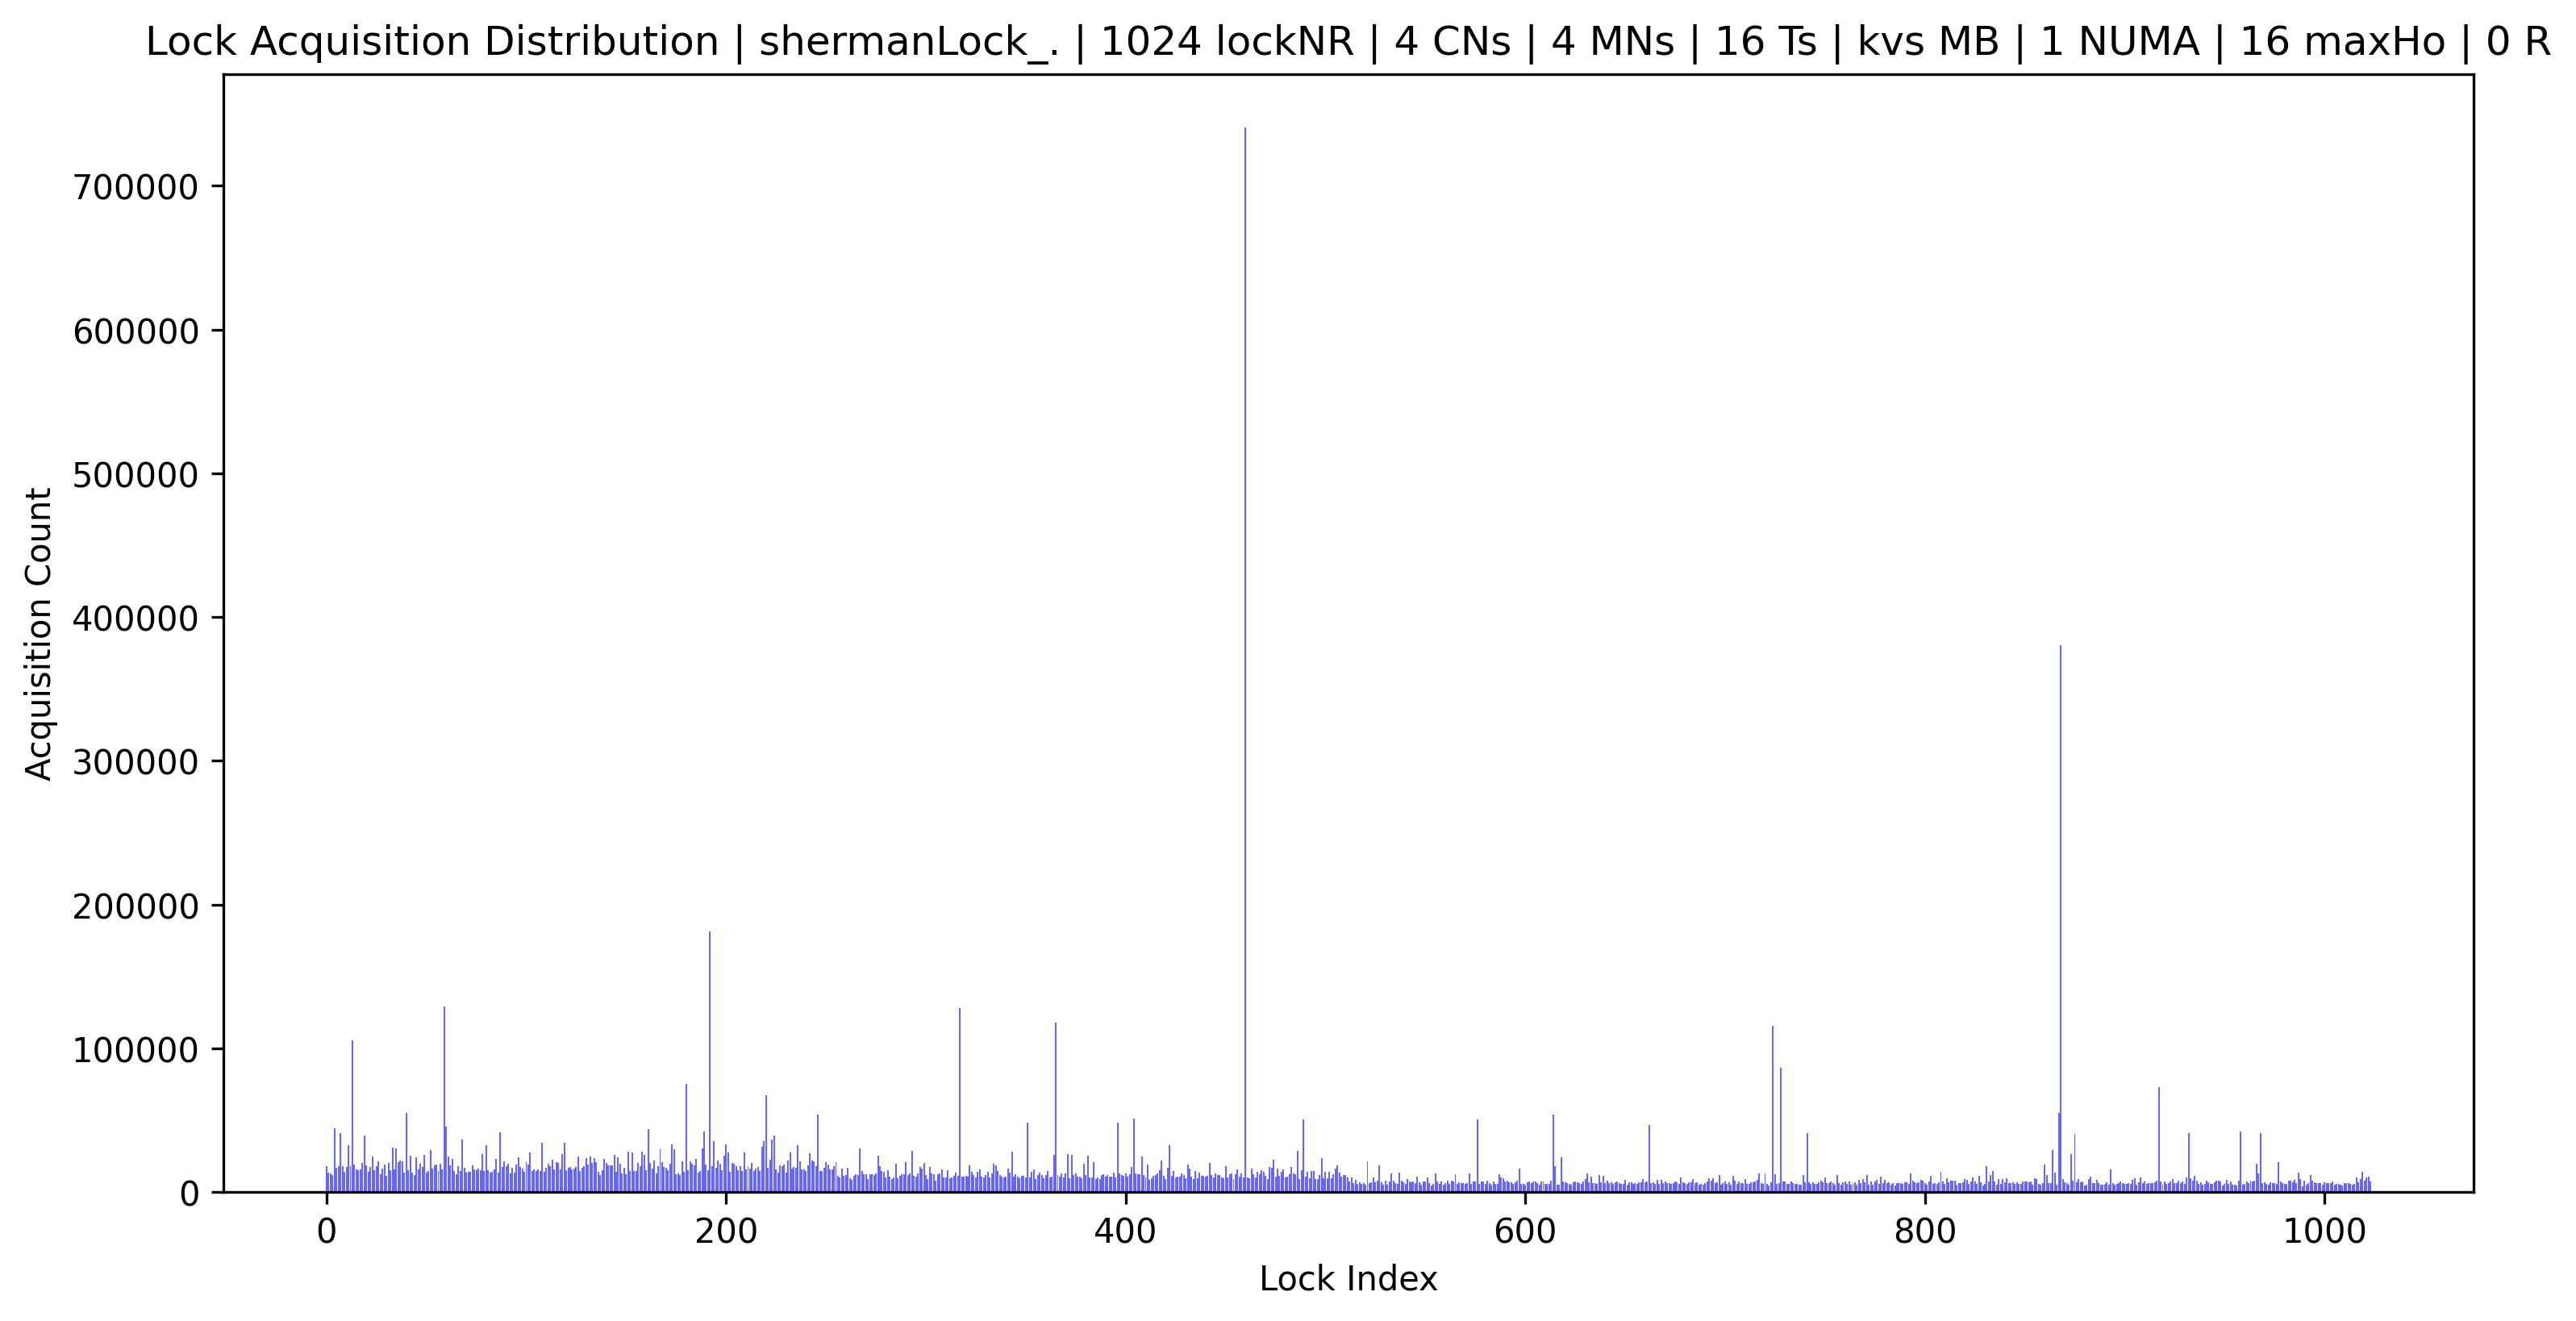 Lock Acquisition Distribution | shermanLock_. | 1024 lockNR | 4 CNs | 4 MNs | 16 Ts | kvs MB | 1 NUMA | 16 maxHo | 0 R
700000
600000
500000
400000
300000
200000
100000
0
Acquisition Count
0 200 400 600 800 1000
Lock Index